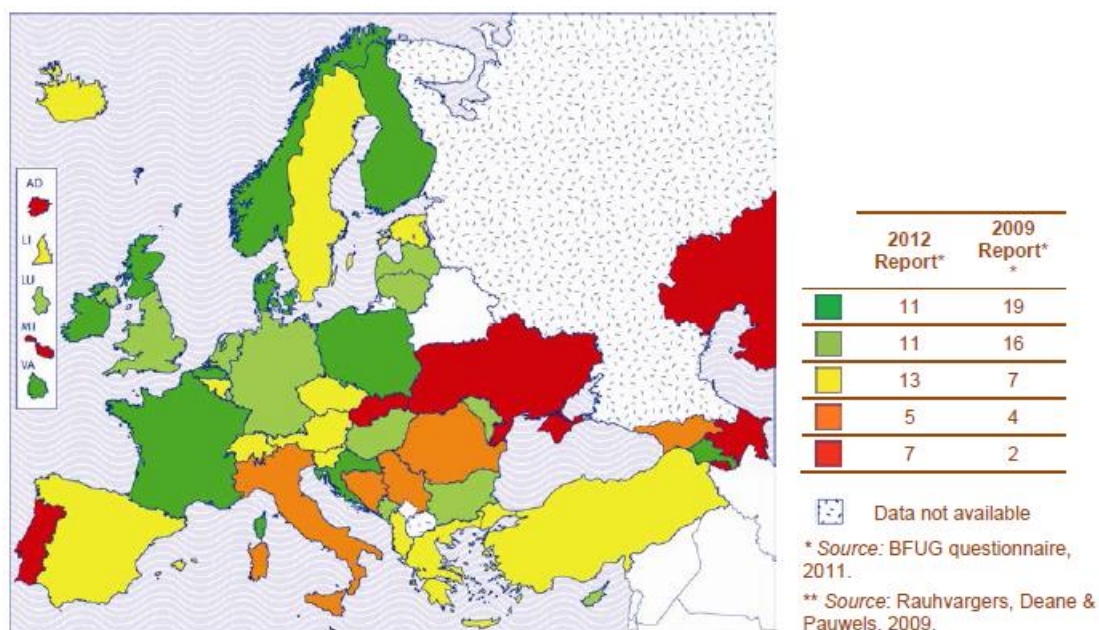 AD
LI
LU
MT
VA
2012 Report*
2009 Report*
*
11 19
11 16
13 7
5 4
7 2
Data not available
* Source: BFUG questionnaire,
2011.
** Source: Rauhvargers, Deane &
Pauwels, 2009.